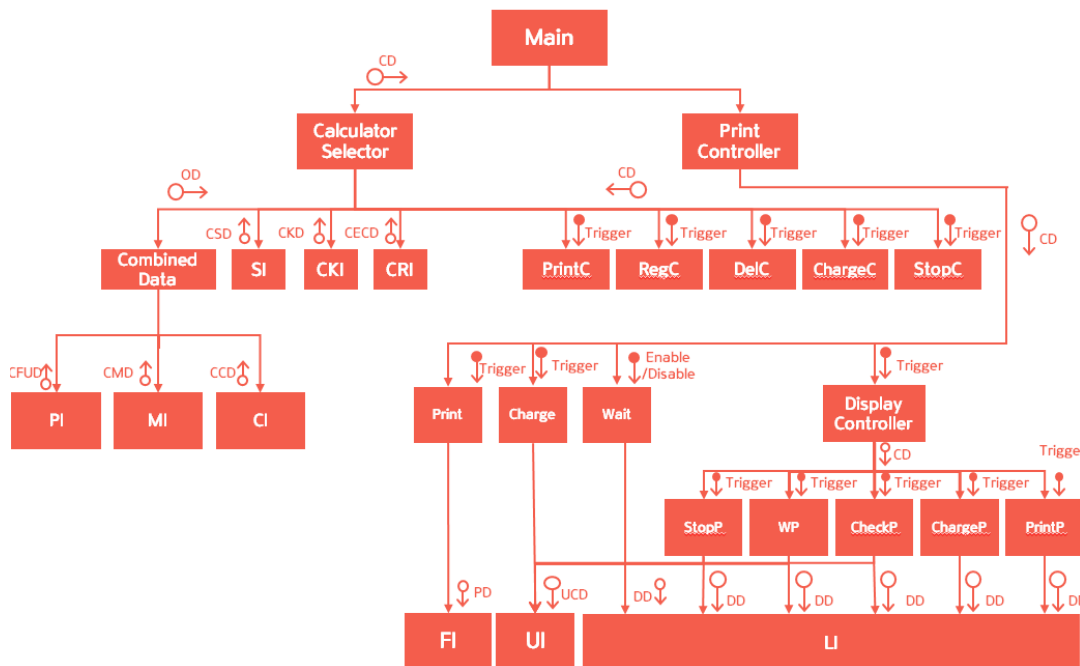 Main
CD
Calculator
Selector
Print
Controller
OD
CD
CD
CSD
CKD
CECD
Trigger
Trigger
Trigger
Trigger
Trigger
Combined
Data
SI
CKI
CRI
PrintC
RegC
DelC
ChargeC
StopC
CFUD
CMD
CCD
Trigger
Trigger
Enable
/Disable
Trigger
PI
MI
CI
Print
Charge
Wait
Display
Controller
CD
Trigger
Trigger
Trigger
Trigger
Trigge
StopP
WP
CheckP
ChargeP
PrintP
PD
UCD
DD
DD
DD
DD
DD
FI
UI
LI